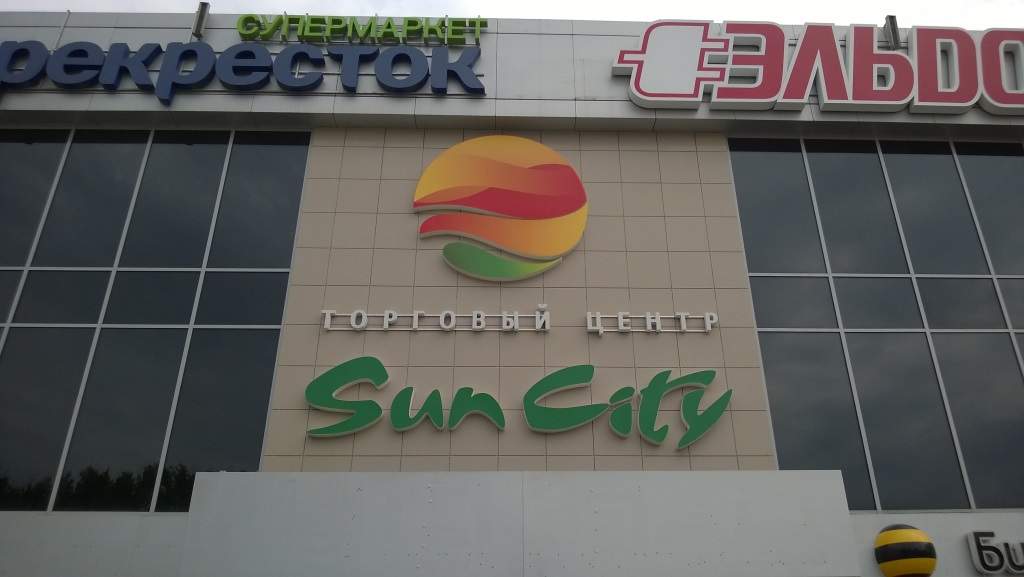 СУПЕРМАРКЕТ
рекресток
ЭЛЬДО
ТОРГОВЫЙ ЦЕНТР
Sun City
Би